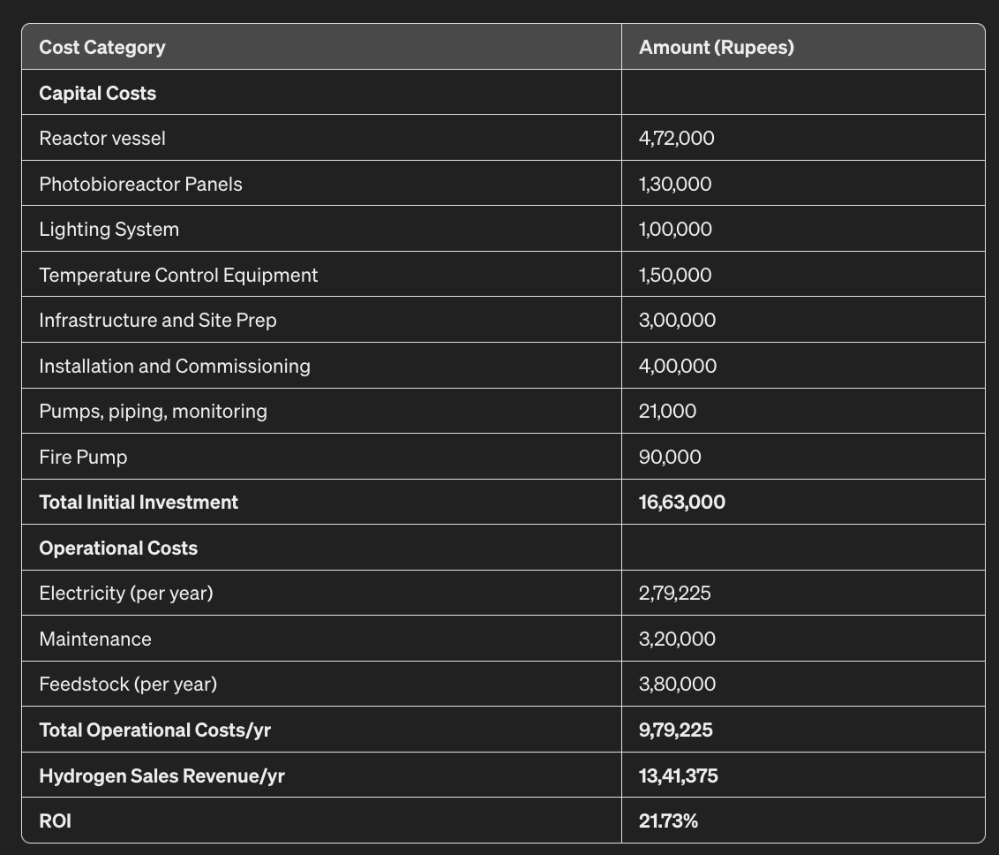 Cost Category Amount (Rupees)
Capital Costs
Reactor vessel 4,72,000
Photobioreactor Panels 1,30,000
Lighting System 1,00,000
Temperature Control Equipment 1,50,000
Infrastructure and Site Prep 3,00,000
Installation and Commissioning 4,00,000
Pumps, piping, monitoring 21,000
Fire Pump 90,000
Total Initial Investment 16,63,000
Operational Costs
Electricity (per year) 2,79,225
Maintenance 3,20,000
Feedstock (per year) 3,80,000
Total Operational Costs/yr 9,79,225
Hydrogen Sales Revenue/yr 13,41,375
ROI 21.73%